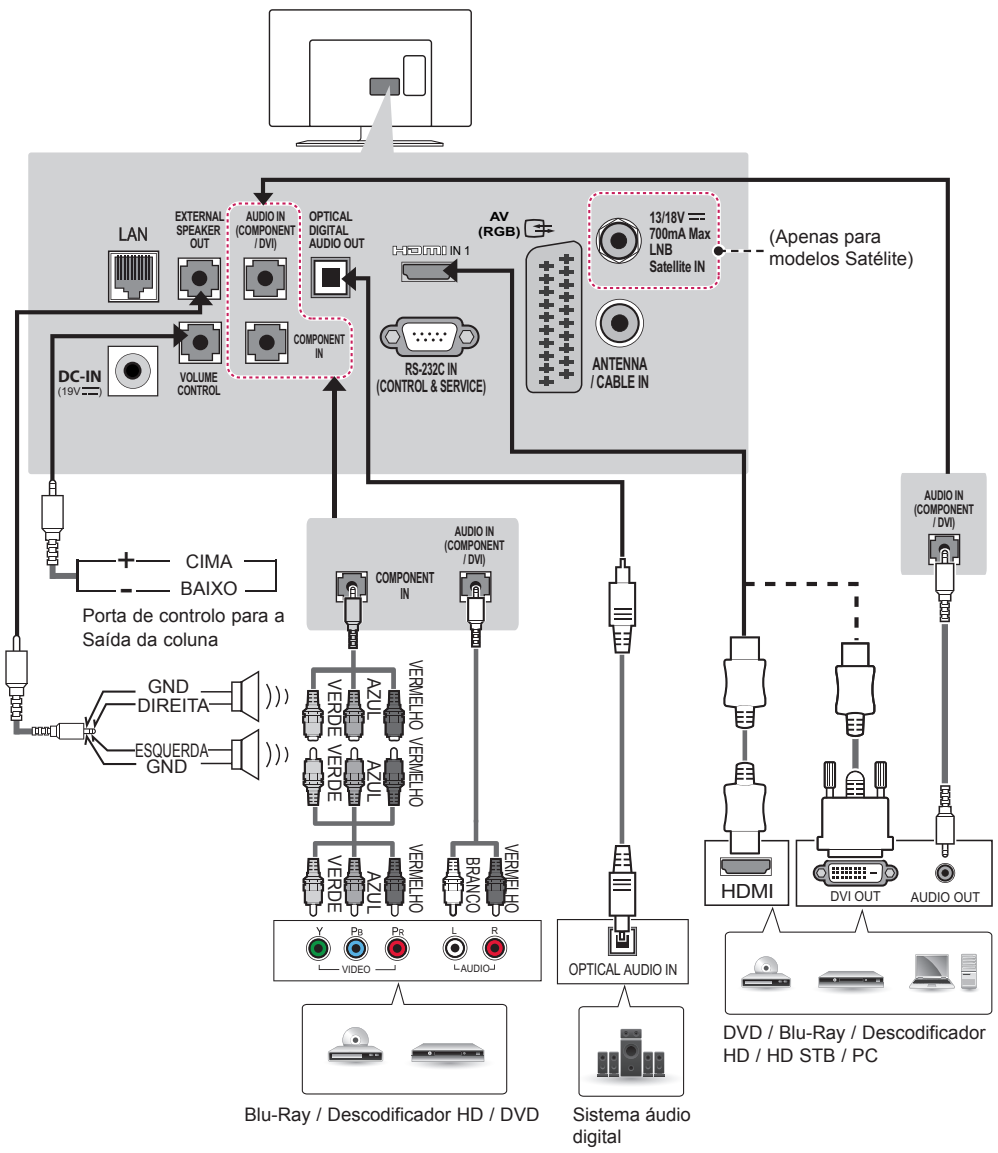 LAN
EXTERNAL
SPEAKER
OUT
AUDIO IN
(COMPONENT
/ DVI)
OPTICAL
DIGITAL
AUDIO OUT
HDMI IN 1
AV
(RGB)
13/18V
700mA Max
LNB
Satellite IN
(Apenas para
modelos Satélite)
DC-IN
(19V)
VOLUME
CONTROL
COMPONENT
IN
RS-232C IN
(CONTROL & SERVICE)
ANTENNA
/ CABLE IN
AUDIO IN
(COMPONENT
/ DVI)
AUDIO IN
(COMPONENT
/ DVI)
COMPONENT
IN
+ CIMA
- BAIXO
Porta de controlo para a
Saída da coluna
GND
DIREITA
ESQUERDA
GND
VERDE
AZUL
VERMELHO
VERDE
AZUL
VERMELHO
VERDE
AZUL
VERMELHO
BRANCO
VERMELHO
Y PB PR
VIDEO
L R
AUDIO
OPTICAL AUDIO IN
HDMI
DVI OUT
AUDIO OUT
DVD / Blu-Ray / Descodificador
HD / HD STB / PC
Blu-Ray / Descodificador HD / DVD
Sistema áudio
digital